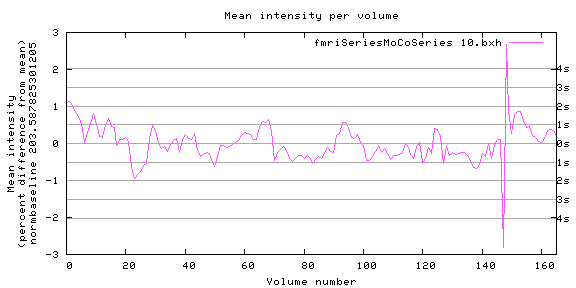 Mean intensity per volume
Mean intensity
(percent difference from mean)
normbaseline 203.587825301205
fmriSeriesMoCoSeries 10.bxh
3
2
1
0
-1
-2
-3
4s
3s
2s
1s
0s
1s
2s
3s
4s
0 20 40 60 80 100 120 140 160
Volume number